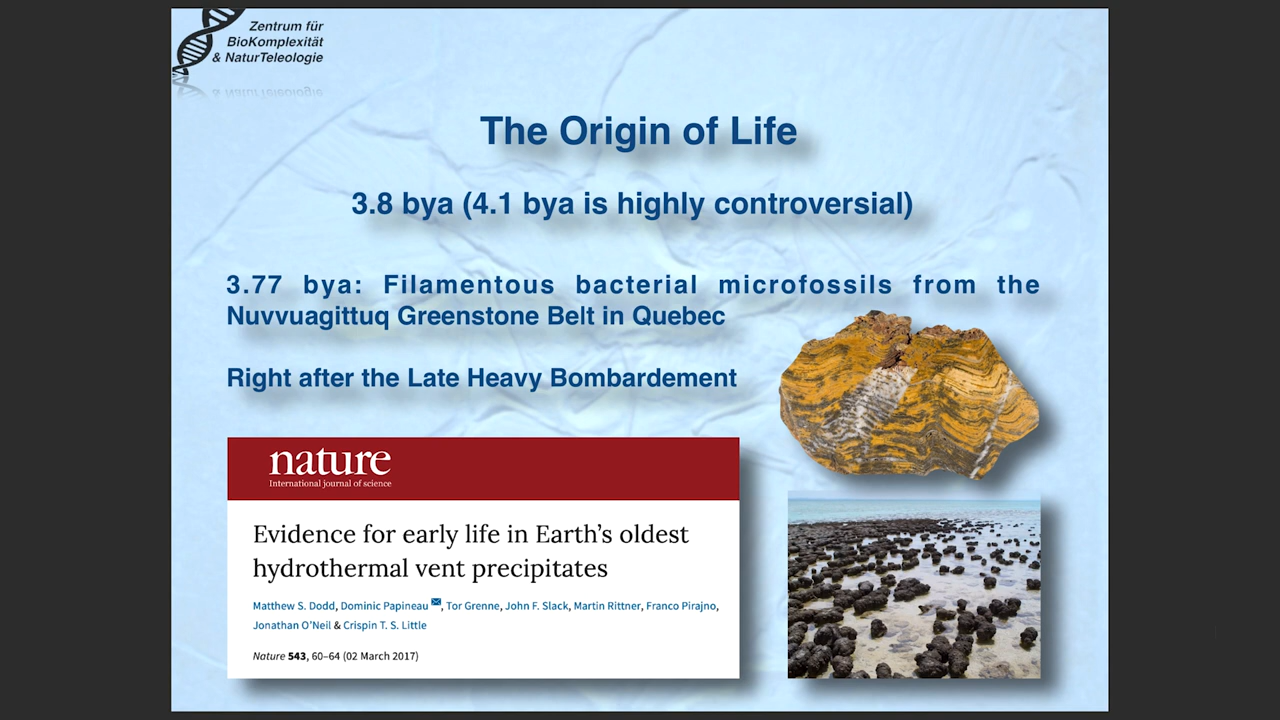 Zentrum für
BioKomplexität
& NaturTeleologie
The Origin of Life
3.8 bya (4.1 bya is highly controversial)
3.77 bya: Filamentous bacterial microfossils from the
Nuvvuagittuq Greenstone Belt in Quebec
Right after the Late Heavy Bombardement
nature
International journal of science
Evidence for early life in Earth’s oldest
hydrothermal vent precipitates
Matthew S. Dodd, Dominic Papineau ✉, Tor Grenne, John F. Slack, Martin Rittner, Franco Pirajno,
Jonathan O’Neil & Crispin T. S. Little
Nature 543, 60–64 (02 March 2017)